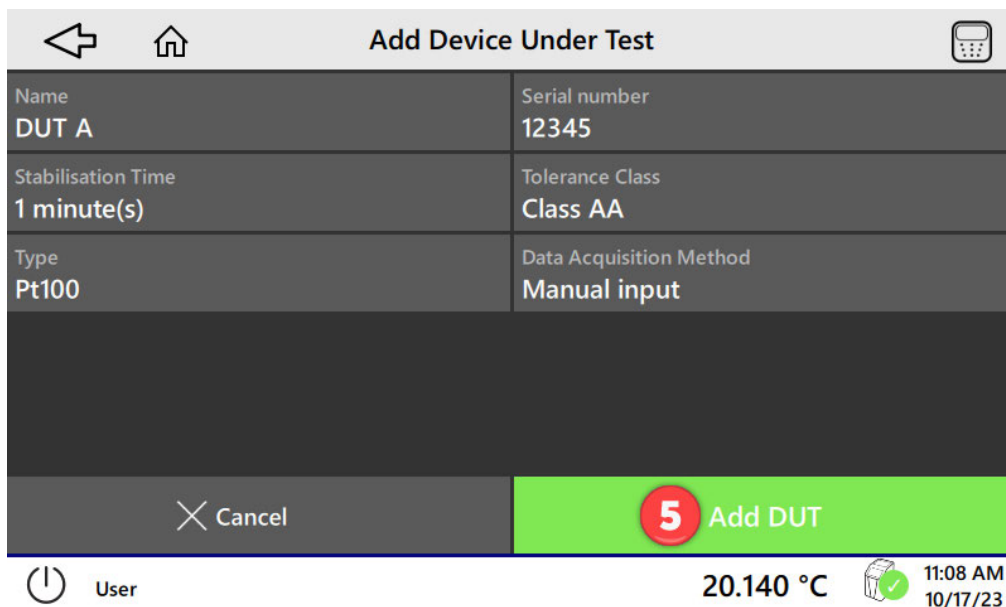 Add Device Under Test
Name
DUT A
Serial number
12345
Stabilisation Time
1 minute(s)
Tolerance Class
Class AA
Type
Pt100
Data Acquisition Method
Manual input
Cancel
5 Add DUT
User
20.140 °C
11:08 AM
10/17/23